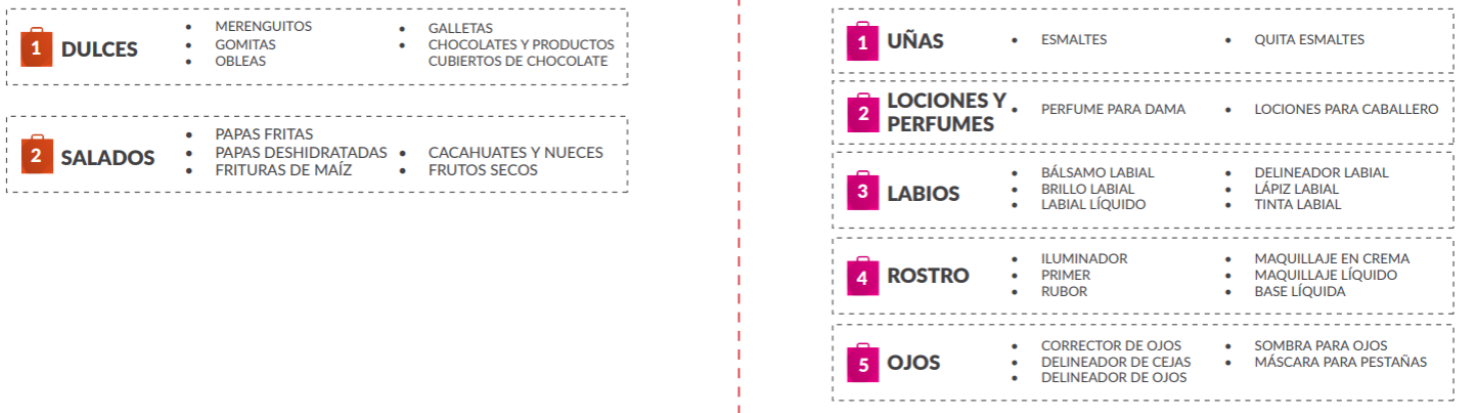 1 DULCES
• MERENGUITOS
• GOMITAS
• OBLEAS
• GALLETAS
• CHOCOLATES Y PRODUCTOS
CUBIERTOS DE CHOCOLATE
2 SALADOS
• PAPAS FRITAS
• PAPAS DESHIDRATADAS
• FRITURAS DE MAÍZ
• CACAHUATES Y NUECES
• FRUTOS SECOS
1 UÑAS
• ESMALTES
• QUITA ESMALTES
2 LOCIONES Y
PERFUMES
• PERFUME PARA DAMA
• LOCIONES PARA CABALLERO
3 LABIOS
• BÁLSAMO LABIAL
• BRILLO LABIAL
• LABIAL LÍQUIDO
• DELINEADOR LABIAL
• LÁPIZ LABIAL
• TINTA LABIAL
4 ROSTRO
• ILUMINADOR
• PRIMER
• RUBOR
• MAQUILLAJE EN CREMA
• MAQUILLAJE LÍQUIDO
• BASE LÍQUIDA
5 OJOS
• CORRECTOR DE OJOS
• DELINEADOR DE CEJAS
• DELINEADOR DE OJOS
• SOMBRA PARA OJOS
• MÁSCARA PARA PESTAÑAS